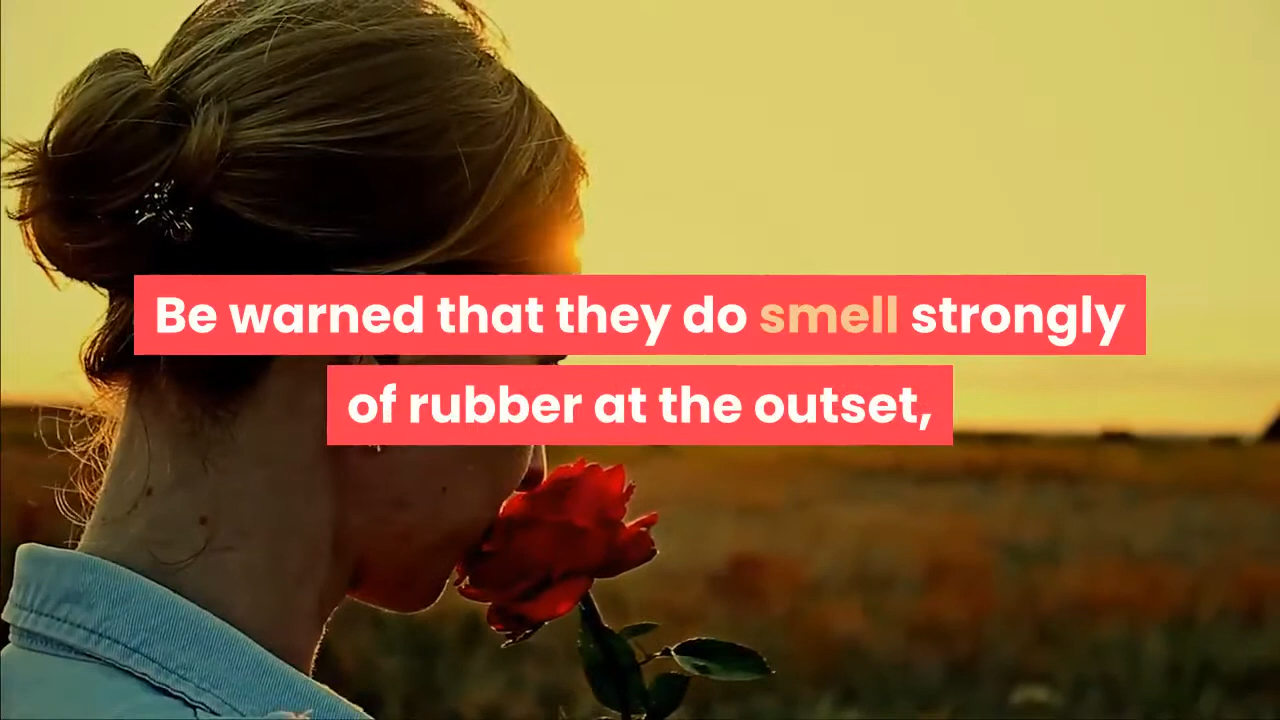 Be warned that they do smell strongly
of rubber at the outset,